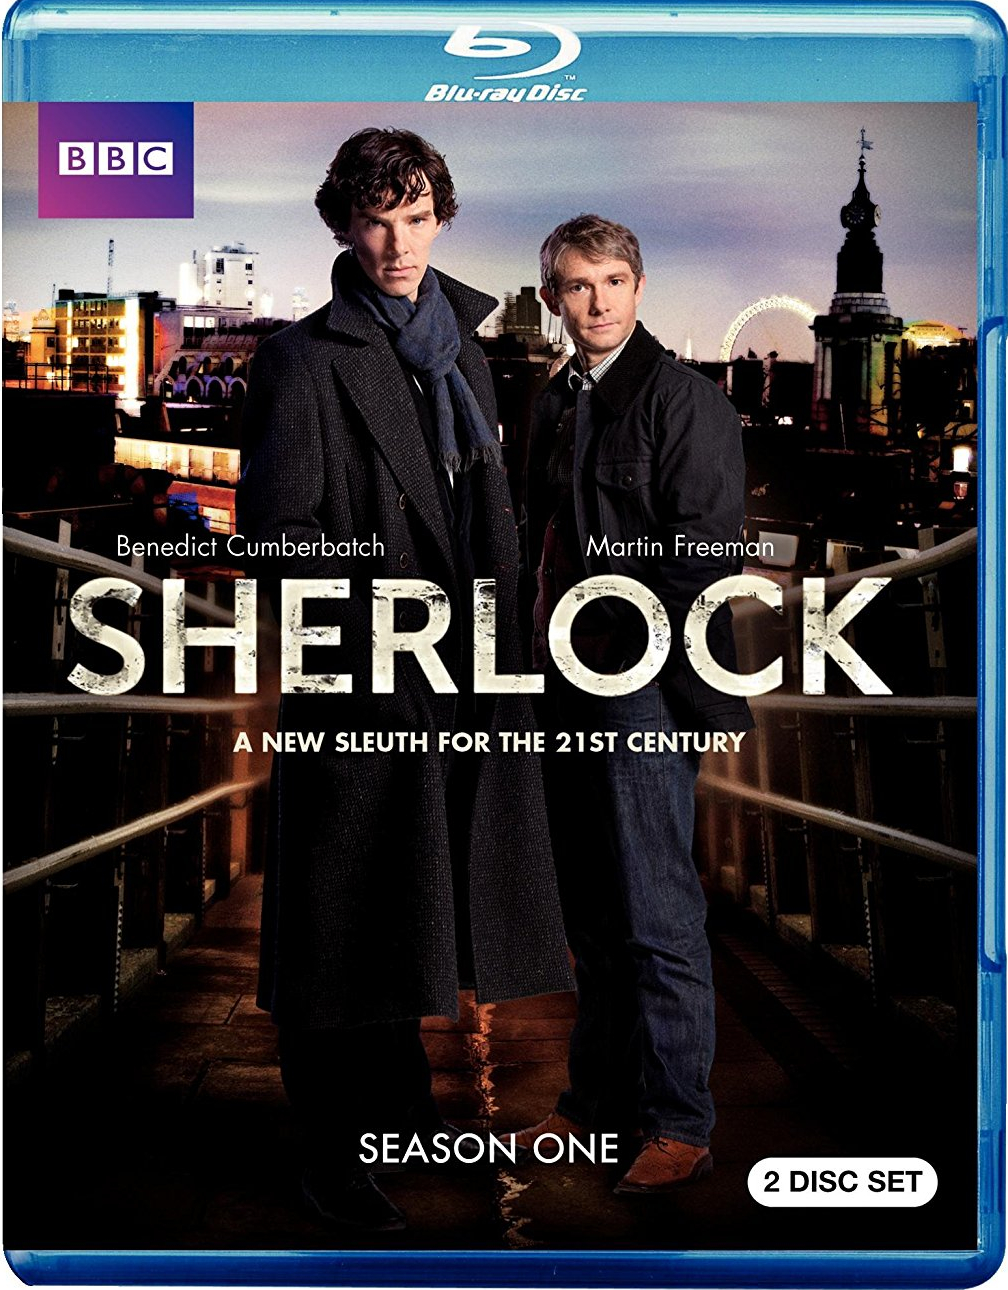 Blu-ray Disc™
BBC
Benedict Cumberbatch
Martin Freeman
SHERLOCK
A NEW SLEUTH FOR THE 21ST CENTURY
SEASON ONE
2 DISC SET